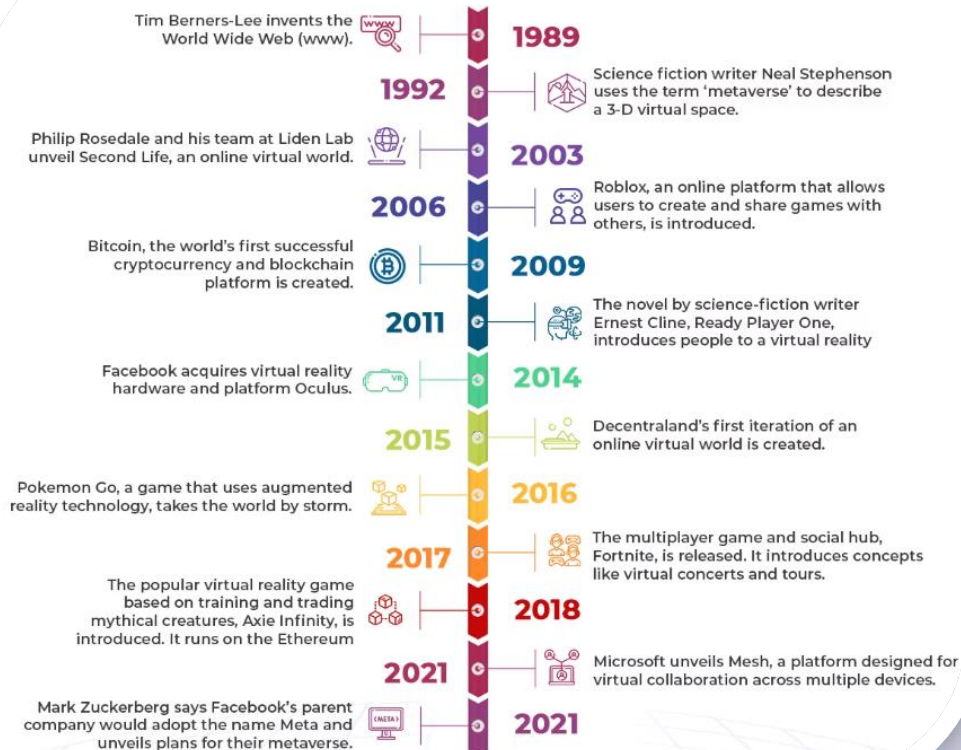 Tim Berners-Lee invents the
World Wide Web (www).
www
1989
1992
Science fiction writer Neal Stephenson
uses the term ‘metaverse’ to describe
a 3-D virtual space.
Philip Rosedale and his team at Liden Lab
unveil Second Life, an online virtual world.
2003
2006
Roblox, an online platform that allows
users to create and share games with
others, is introduced.
Bitcoin, the world’s first successful
cryptocurrency and blockchain
platform is created.
2009
2011
The novel by science-fiction writer
Ernest Cline, Ready Player One,
introduces people to a virtual reality
Facebook acquires virtual reality
hardware and platform Oculus.
VR
2014
2015
Decentraland’s first iteration of an
online virtual world is created.
Pokemon Go, a game that uses augmented
reality technology, takes the world by storm.
2016
2017
The multiplayer game and social hub,
Fortnite, is released. It introduces concepts
like virtual concerts and tours.
The popular virtual reality game
based on training and trading
mythical creatures, Axie Infinity, is
introduced. It runs on the Ethereum
2018
2021
Microsoft unveils Mesh, a platform designed for
virtual collaboration across multiple devices.
Mark Zuckerberg says Facebook’s parent
company would adopt the name Meta and
unveils plans for their metaverse.
<META>
2021